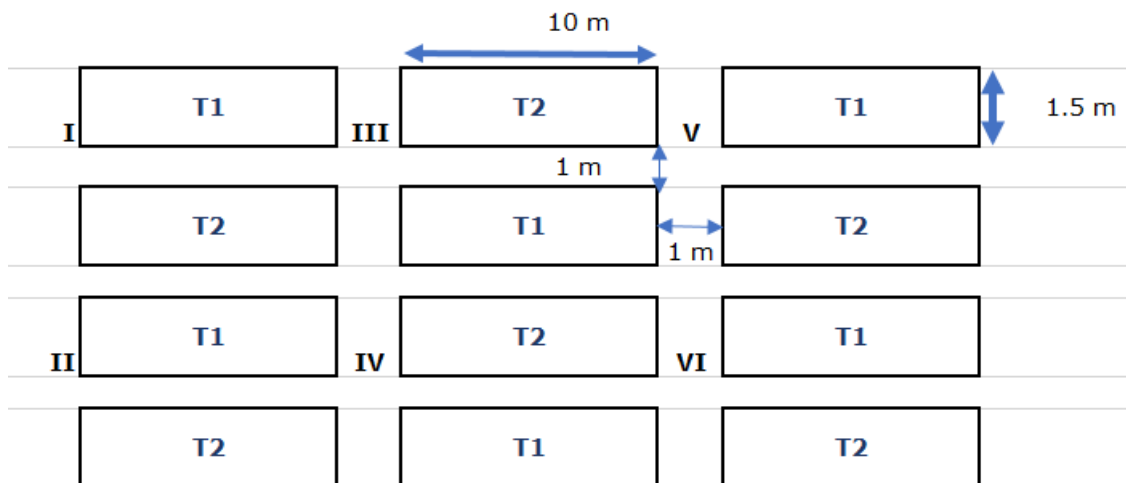 10 m
T1 T2 T1
1.5 m
I III V
1 m
T2 T1 T2
1 m
T1 T2 T1
II IV VI
T2 T1 T2